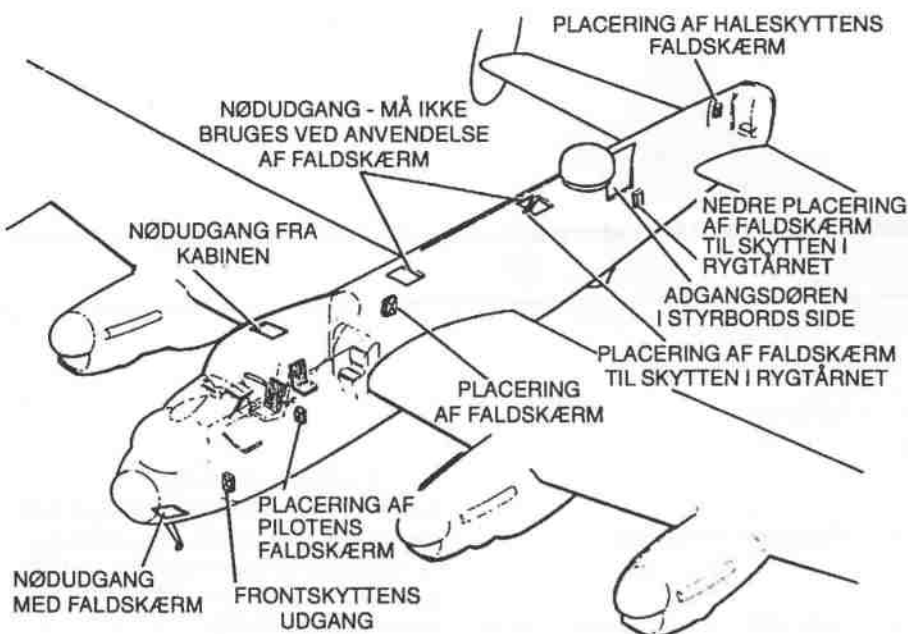 PLACERING AF HALESKYTTENS
FALDSKÆRM
NØDUDGANG - MÅ IKKE
BRUGES VED ANVENDELSE
AF FALDSKÆRM
NØDUDGANG FRA
KABINEN
NEDRE PLACERING
AF FALDSKÆRM
TIL SKYTTEN I
RYGTÅRNET
ADGANGSDØREN
I STYRBORDS SIDE
PLACERING AF FALDSKÆRM
TIL SKYTTEN I RYGTÅRNET
PLACERING
AF FALDSKÆRM
PLACERING AF
PILOTENS
FALDSKÆRM
NØDUDGANG
MED FALDSKÆRM
FRONTSKYTTENS
UDGANG